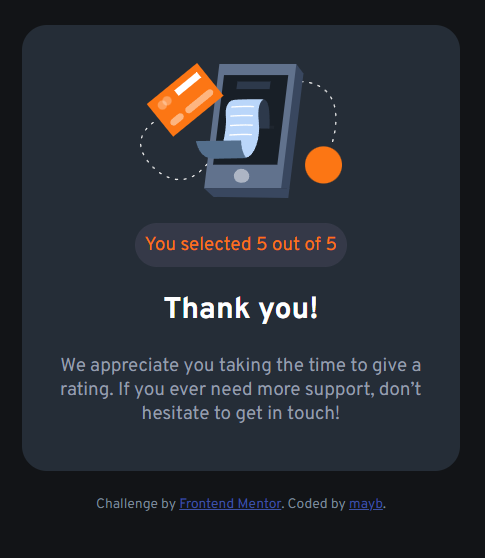 You selected 5 out of 5
Thank you!
We appreciate you taking the time to give a
rating. If you ever need more support, don’t
hesitate to get in touch!
Challenge by Frontend Mentor. Coded by mayb.